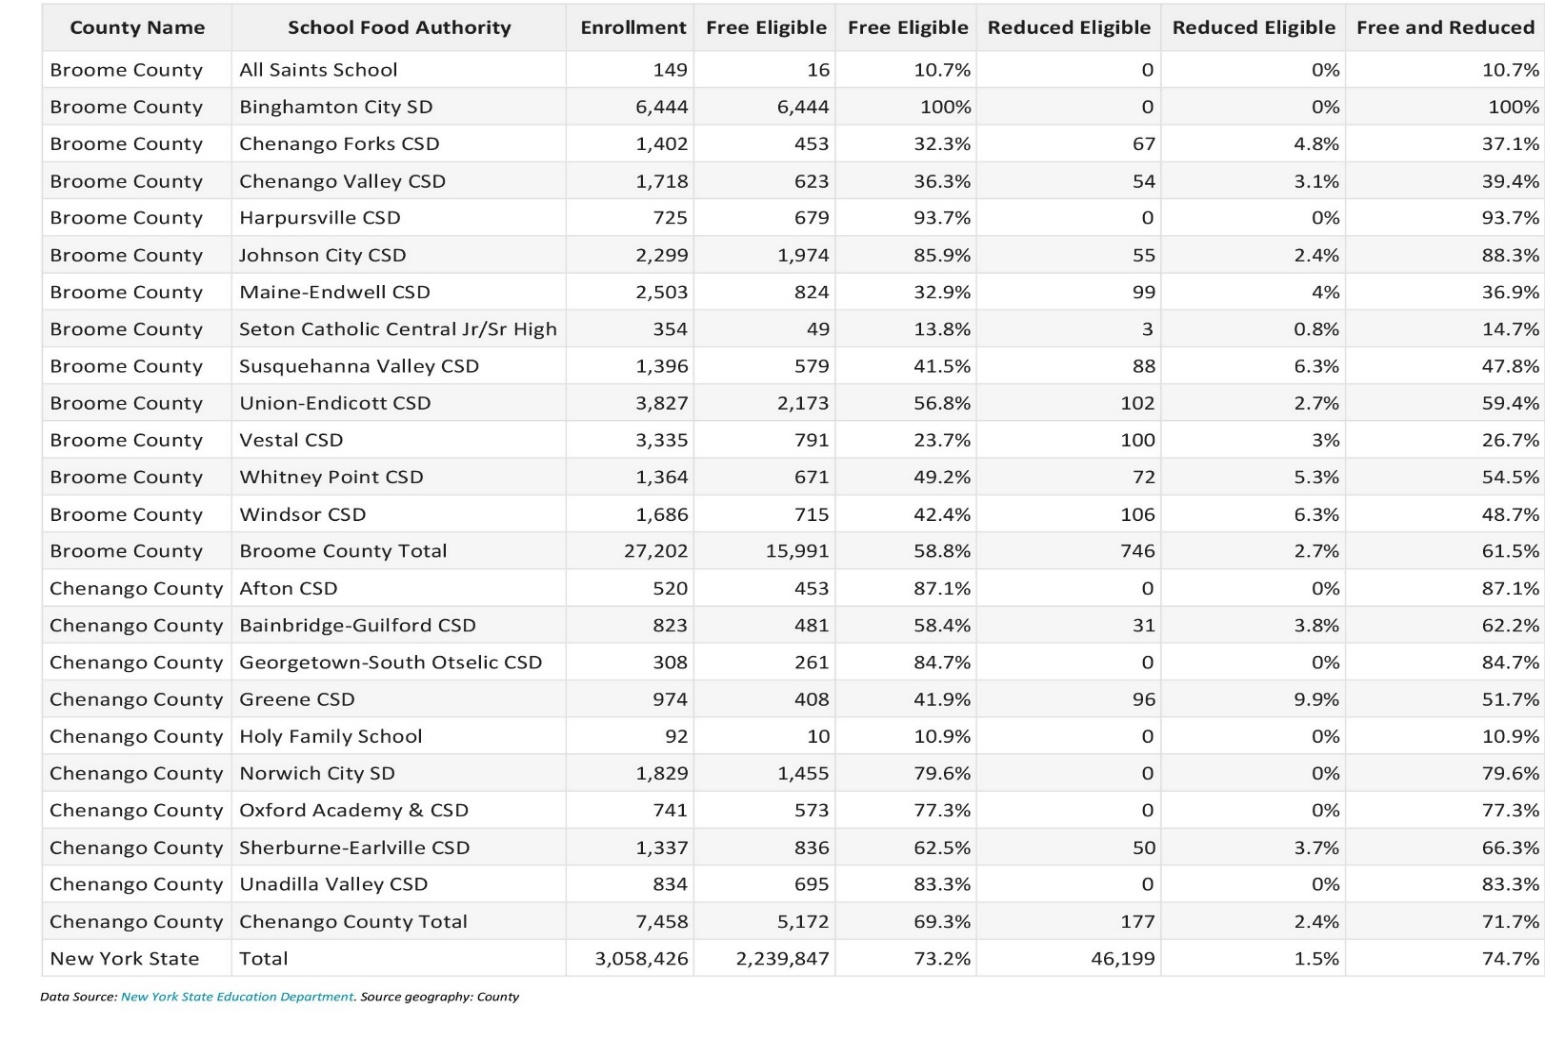 County Name School Food Authority Enrollment Free Eligible Free Eligible Reduced Eligible Reduced Eligible Free and Reduced
Broome County All Saints School 149 16 10.7% 0 0% 10.7%
Broome County Binghamton City SD 6,444 6,444 100% 0 0% 100%
Broome County Chenango Forks CSD 1,402 453 32.3% 67 4.8% 37.1%
Broome County Chenango Valley CSD 1,718 623 36.3% 54 3.1% 39.4%
Broome County Harpursville CSD 725 679 93.7% 0 0% 93.7%
Broome County Johnson City CSD 2,299 1,974 85.9% 55 2.4% 88.3%
Broome County Maine-Endwell CSD 2,503 824 32.9% 99 4% 36.9%
Broome County Seton Catholic Central Jr/Sr High 354 49 13.8% 3 0.8% 14.7%
Broome County Susquehanna Valley CSD 1,396 579 41.5% 88 6.3% 47.8%
Broome County Union-Endicott CSD 3,827 2,173 56.8% 102 2.7% 59.4%
Broome County Vestal CSD 3,335 791 23.7% 100 3% 26.7%
Broome County Whitney Point CSD 1,364 671 49.2% 72 5.3% 54.5%
Broome County Windsor CSD 1,686 715 42.4% 106 6.3% 48.7%
Broome County Broome County Total 27,202 15,991 58.8% 746 2.7% 61.5%
Chenango County Afton CSD 520 453 87.1% 0 0% 87.1%
Chenango County Bainbridge-Guilford CSD 823 481 58.4% 31 3.8% 62.2%
Chenango County Georgetown-South Otselic CSD 308 261 84.7% 0 0% 84.7%
Chenango County Greene CSD 974 408 41.9% 96 9.9% 51.7%
Chenango County Holy Family School 92 10 10.9% 0 0% 10.9%
Chenango County Norwich City SD 1,829 1,455 79.6% 0 0% 79.6%
Chenango County Oxford Academy & CSD 741 573 77.3% 0 0% 77.3%
Chenango County Sherburne-Earlville CSD 1,337 836 62.5% 50 3.7% 66.3%
Chenango County Unadilla Valley CSD 834 695 83.3% 0 0% 83.3%
Chenango County Chenango County Total 7,458 5,172 69.3% 177 2.4% 71.7%
New York State Total 3,058,426 2,239,847 73.2% 46,199 1.5% 74.7%
Data Source: New York State Education Department. Source geography: County